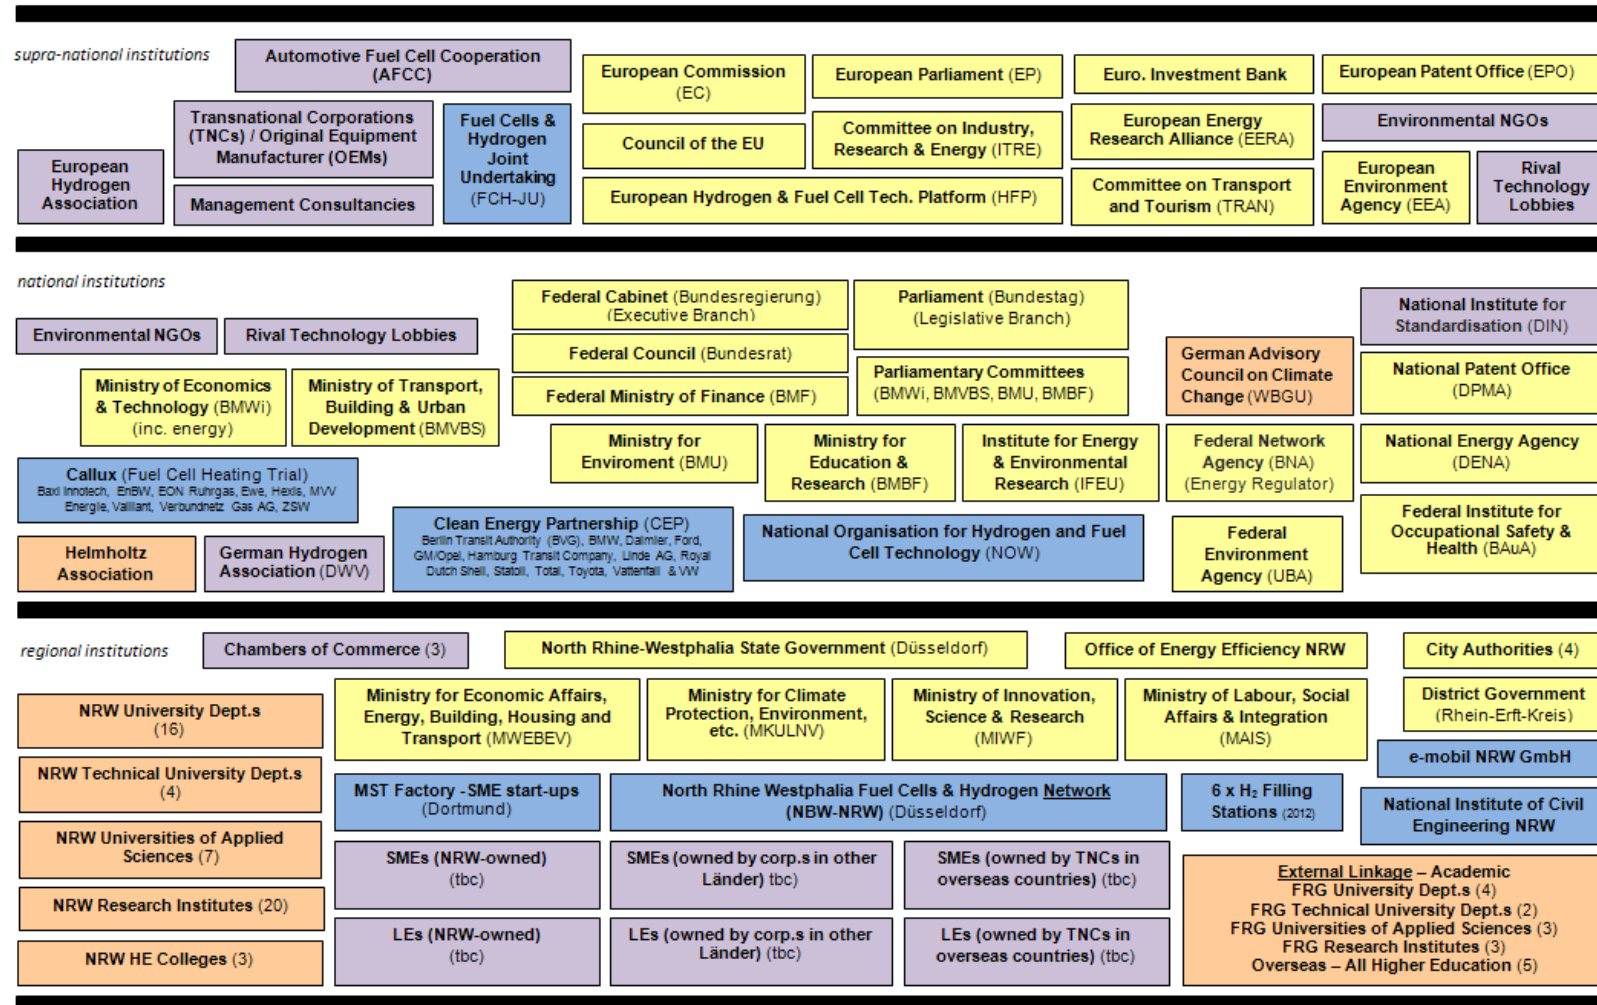 supra-national institutions
Automotive Fuel Cell Cooperation
(AFCC)
European Commission
(EC)
European Parliament (EP)
Euro. Investment Bank
European Patent Office (EPO)
Transnational Corporations
(TNCs) / Original Equipment
Manufacturer (OEMs)
Fuel Cells &
Hydrogen
Joint
Undertaking
(FCH-JU)
Council of the EU
Committee on Industry,
Research & Energy (ITRE)
European Energy
Research Alliance (EERA)
Environmental NGOs
European
Hydrogen
Association
Management Consultancies
European Hydrogen & Fuel Cell Tech. Platform (HFP)
Committee on Transport
and Tourism (TRAN)
European
Environment
Agency (EEA)
Rival
Technology
Lobbies
national institutions
Federal Cabinet (Bundesregierung)
(Executive Branch)
Parliament (Bundestag)
(Legislative Branch)
National Institute for
Standardisation (DIN)
Environmental NGOs
Rival Technology Lobbies
Federal Council (Bundesrat)
German Advisory
Council on Climate
Change (WBGU)
National Patent Office
(DPMA)
Ministry of Economics
& Technology (BMWi)
(inc. energy)
Ministry of Transport,
Building & Urban
Development (BMVBS)
Federal Ministry of Finance (BMF)
Parliamentary Committees
(BMWi, BMVBS, BMU, BMBF)
Ministry for
Enviroment (BMU)
Ministry for
Education &
Research (BMBF)
Institute for Energy
& Environmental
Research (IFEU)
Federal Network
Agency (BNA)
(Energy Regulator)
National Energy Agency
(DENA)
Callux (Fuel Cell Heating Trial)
Baxi Innotech, EnBW, EON Ruhrgas, Ewe, Hexis, MVV
Energie, Vaillant, Verbundnetz Gas AG, ZSW
Clean Energy Partnership (CEP)
Berlin Transit Authority (BVG), BMW, Daimler, Ford,
GM/Opel, Hamburg Transit Company, Linde AG, Royal
Dutch Shell, Statoil, Total, Toyota, Vattenfall & VW
National Organisation for Hydrogen and Fuel
Cell Technology (NOW)
Federal
Environment
Agency (UBA)
Federal Institute for
Occupational Safety &
Health (BAuA)
Helmholtz
Association
German Hydrogen
Association (DWV)
regional institutions
Chambers of Commerce (3)
North Rhine-Westphalia State Government (Düsseldorf)
Office of Energy Efficiency NRW
City Authorities (4)
NRW University Dept.s
(16)
Ministry for Economic Affairs,
Energy, Building, Housing and
Transport (MWEBEV)
Ministry for Climate
Protection, Environment,
etc. (MKULNV)
Ministry of Innovation,
Science & Research
(MIWF)
Ministry of Labour, Social
Affairs & Integration
(MAIS)
District Government
(Rhein-Erft-Kreis)
e-mobil NRW GmbH
NRW Technical University Dept.s
(4)
MST Factory -SME start-ups
(Dortmund)
North Rhine Westphalia Fuel Cells & Hydrogen Network
(NBW-NRW) (Düsseldorf)
6 x H₂ Filling
Stations (2012)
National Institute of Civil
Engineering NRW
NRW Universities of Applied
Sciences (7)
SMEs (NRW-owned)
(tbc)
SMEs (owned by corp.s in other
Länder) tbc)
SMEs (owned by TNCs in
overseas countries) (tbc)
External Linkage – Academic
FRG University Dept.s (4)
FRG Technical University Dept.s (2)
FRG Universities of Applied Sciences (3)
FRG Research Institutes (3)
Overseas – All Higher Education (5)
NRW Research Institutes (20)
NRW HE Colleges (3)
LEs (NRW-owned)
(tbc)
LEs (owned by corp.s in other
Länder) (tbc)
LEs (owned by TNCs in
overseas countries) (tbc)